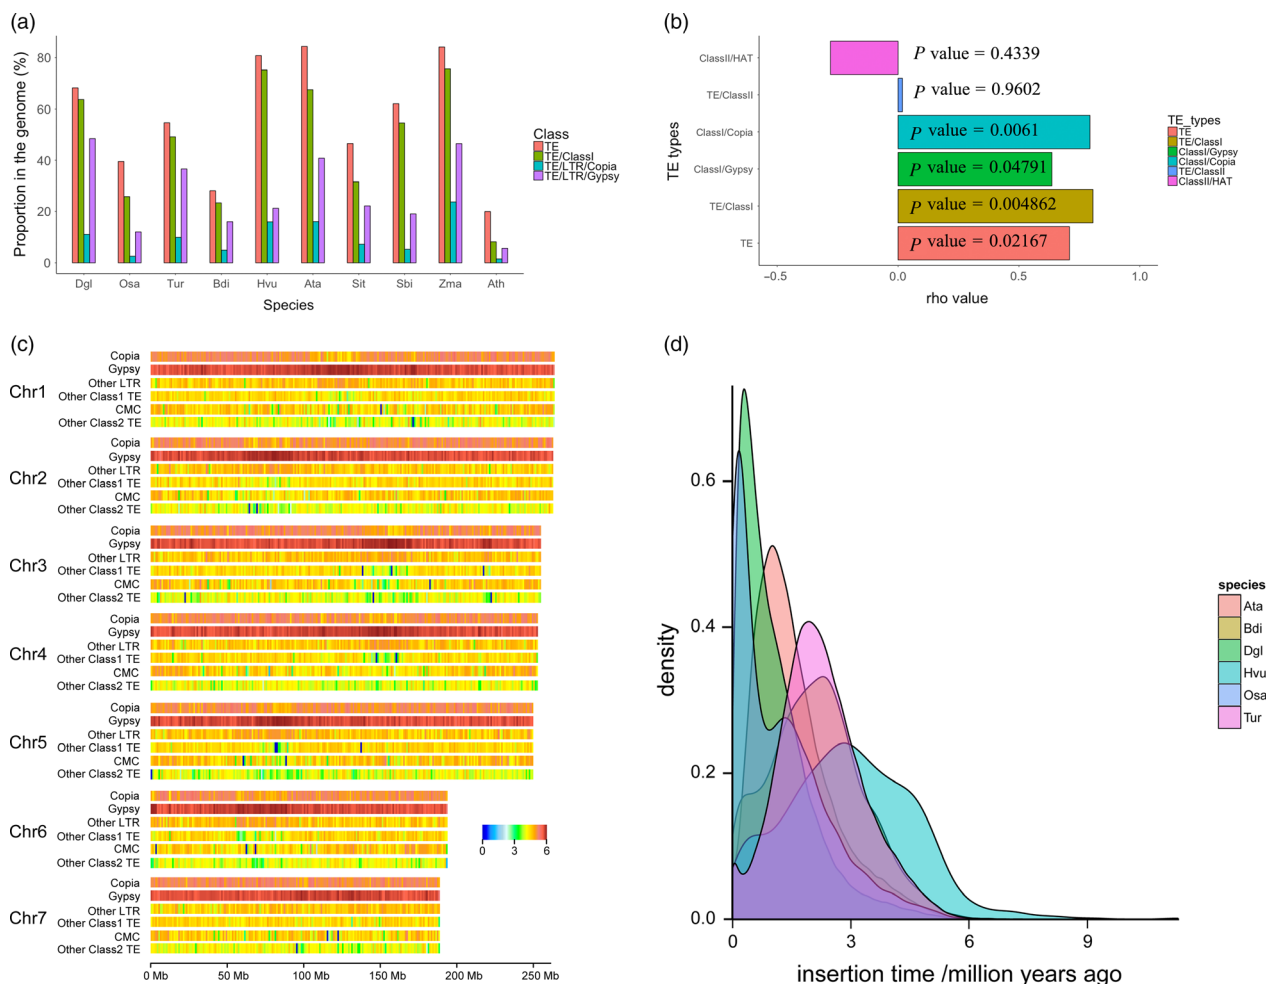 (a)
Proportion in the genome (%)
80
60
40
20
0
Dgl Osa Tur Bdi Hvu Ata Sit Sbi Zma Ath
Species
Class
TE
TE/ClassI
TE/LTR/Copia
TE/LTR/Gypsy
(b)
TE types
ClassII/HAT
TE/ClassII
ClassI/Copia
ClassI/Gypsy
TE/ClassI
TE
P value = 0.4339
P value = 0.9602
P value = 0.0061
P value = 0.04791
P value = 0.004862
P value = 0.02167
−0.5 0.0 0.5 1.0
rho value
TE_types
TE
TE/ClassI
ClassI/Gypsy
ClassI/Copia
TE/ClassII
ClassII/HAT
(c)
Chr1
Copia
Gypsy
Other LTR
Other Class1 TE
CMC
Other Class2 TE
Chr2
Copia
Gypsy
Other LTR
Other Class1 TE
CMC
Other Class2 TE
Chr3
Copia
Gypsy
Other LTR
Other Class1 TE
CMC
Other Class2 TE
Chr4
Copia
Gypsy
Other LTR
Other Class1 TE
CMC
Other Class2 TE
Chr5
Copia
Gypsy
Other LTR
Other Class1 TE
CMC
Other Class2 TE
Chr6
Copia
Gypsy
Other LTR
Other Class1 TE
CMC
Other Class2 TE
Chr7
Copia
Gypsy
Other LTR
Other Class1 TE
CMC
Other Class2 TE
0 3 6
0 Mb 50 Mb 100 Mb 150 Mb 200 Mb 250 Mb
(d)
density
0.6
0.4
0.2
0.0
0 3 6 9
insertion time /million years ago
species
Ata
Bdi
Dgl
Hvu
Osa
Tur